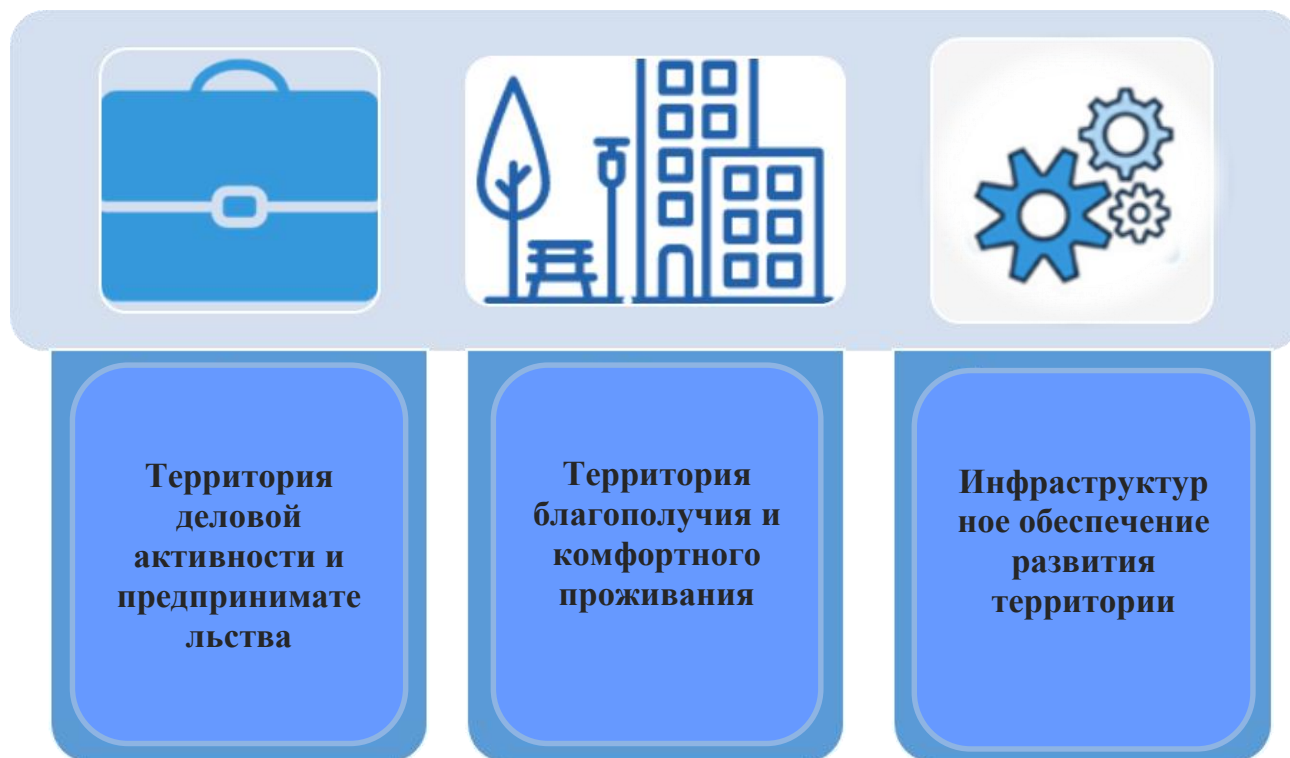 Территория
деловой
активности и
предпринимате
льства
Территория
благополучия и
комфортного
проживания
Инфраструктур
ное обеспечение
развития
территории